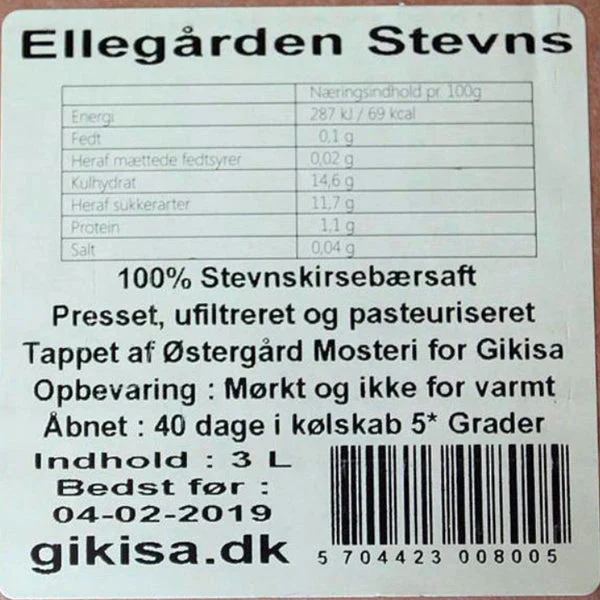 Ellegården Stevns
Næringsindhold pr. 100g
Energi 287 kJ / 69 kcal
Fedt 0,1 g
Heraf mættede fedtsyrer 0,02 g
Kulhydrat 14,6 g
Heraf sukkerarter 11,7 g
Protein 1,1 g
Salt 0,04 g
100% Stevnskirsebærsaft
Presset, ufiltreret og pasteuriseret
Tappet af Østergård Mosteri for Gikisa
Opbevaring : Mørkt og ikke for varmt
Åbnet : 40 dage i kølskab 5* Grader
Indhold : 3 L
Bedst før :
04-02-2019
gikisa.dk
5 704423 008005